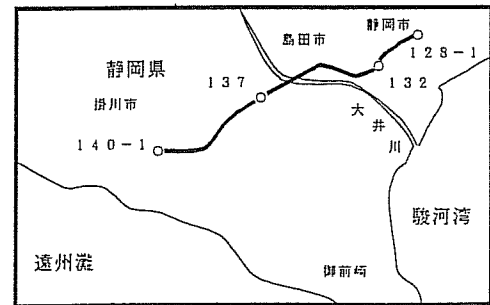 静岡市
島田市
128-1
静岡県
137
132
掛川市
大井川
140-1
駿河湾
遠州灘
御前崎